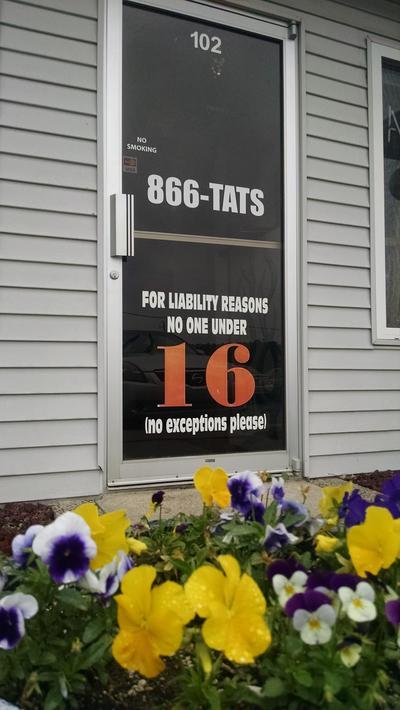 102
NO
SMOKING
866-TATS
FOR LIABILITY REASONS
NO ONE UNDER
16
(no exceptions please)